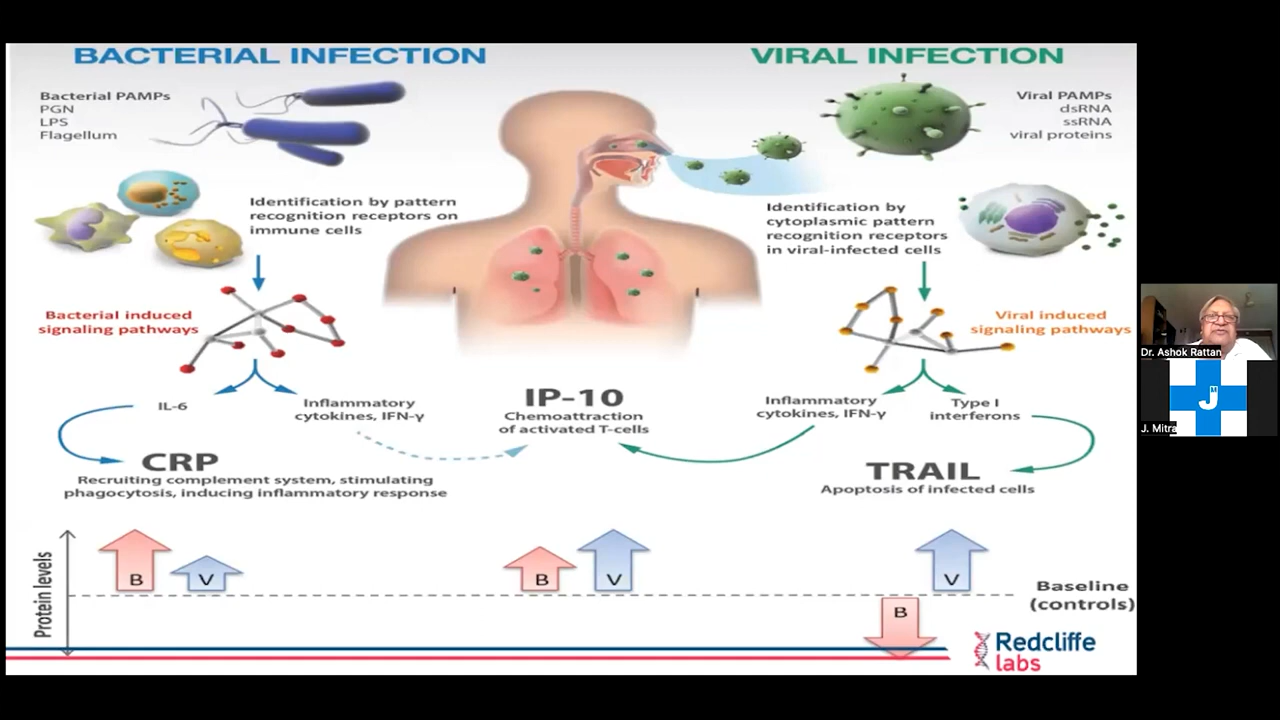 BACTERIAL INFECTION
VIRAL INFECTION
Bacterial PAMPs
PGN
LPS
Flagellum
Viral PAMPs
dsRNA
ssRNA
viral proteins
Identification by pattern
recognition receptors on
immune cells
Identification by
cytoplasmic pattern
recognition receptors
in viral-infected cells
Bacterial induced
signaling pathways
Viral induced
signaling pathways
IL-6
Inflammatory
cytokines, IFN-γ
IP-10
Chemoattraction
of activated T-cells
Inflammatory
cytokines, IFN-γ
Type I
interferons
CRP
Recruiting complement system, stimulating
phagocytosis, inducing inflammatory response
TRAIL
Apoptosis of infected cells
Protein levels
B
V
B
V
B
V
Baseline
(controls)
Redcliffe
labs
Dr. Ashok Rattan
J M
J. Mitra